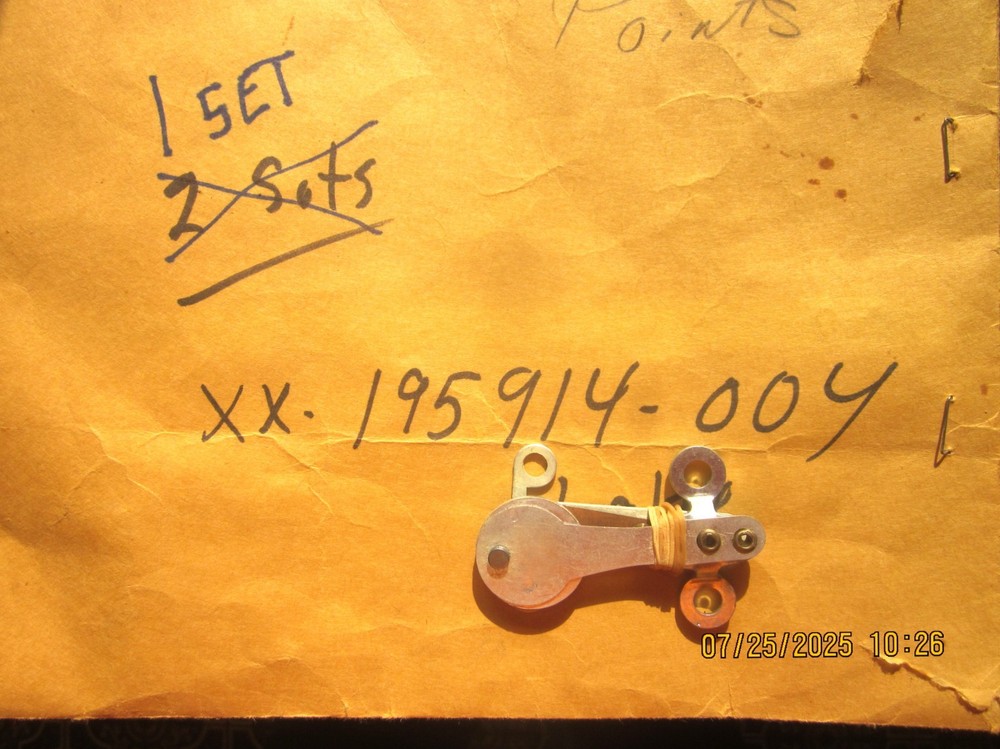 Points
1 SET
2 Sets
XX. 195914-004
07/25/2025 10:26